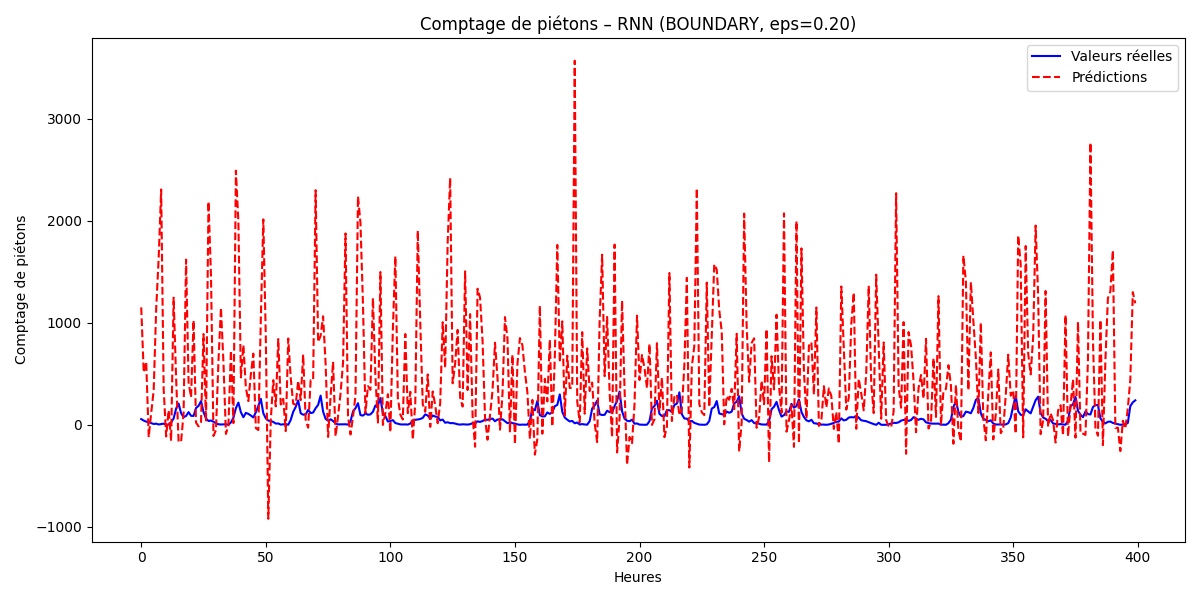 Comptage de piétons – RNN (BOUNDARY, eps=0.20)
Valeurs réelles
Prédictions
3000
2000
1000
0
−1000
Comptage de piétons
0 50 100 150 200 250 300 350 400
Heures